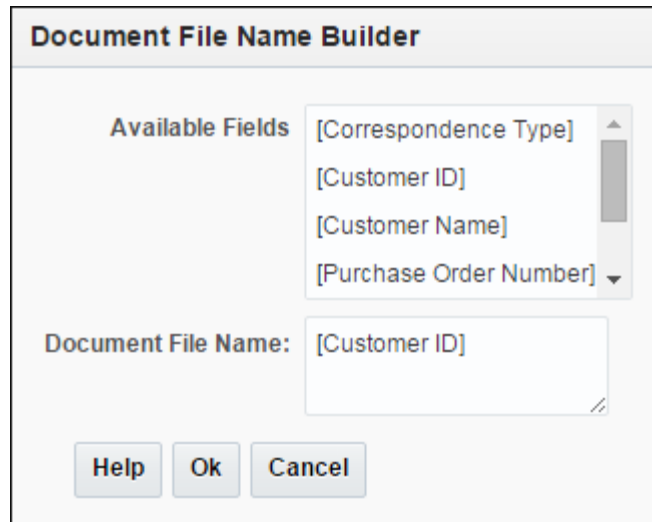 Document File Name Builder
Available Fields
[Correspondence Type]
[Customer ID]
[Customer Name]
[Purchase Order Number]
Document File Name:
[Customer ID]
Help
Ok
Cancel